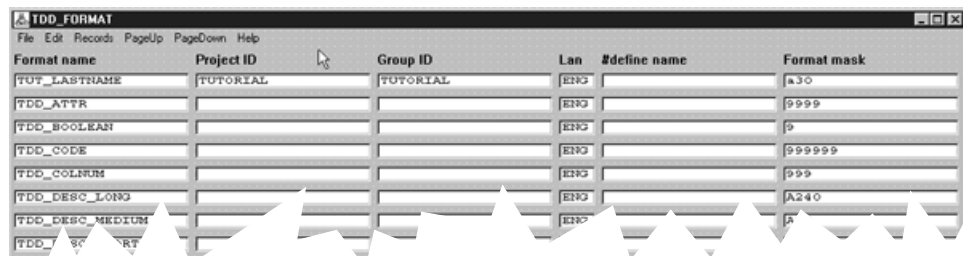 TDD_FORMAT
File Edit Records PageUp PageDown Help
Format name Project ID Group ID Lan #define name Format mask
TUT_LASTNAME TUTORIAL TUTORIAL ENG a30
TDD_ATTR ENG 9999
TDD_BOOLEAN ENG 9
TDD_CODE ENG 999999
TDD_COLNUM ENG 999
TDD_DESC_LONG ENG A240
TDD_DESC_MEDIUM ENG